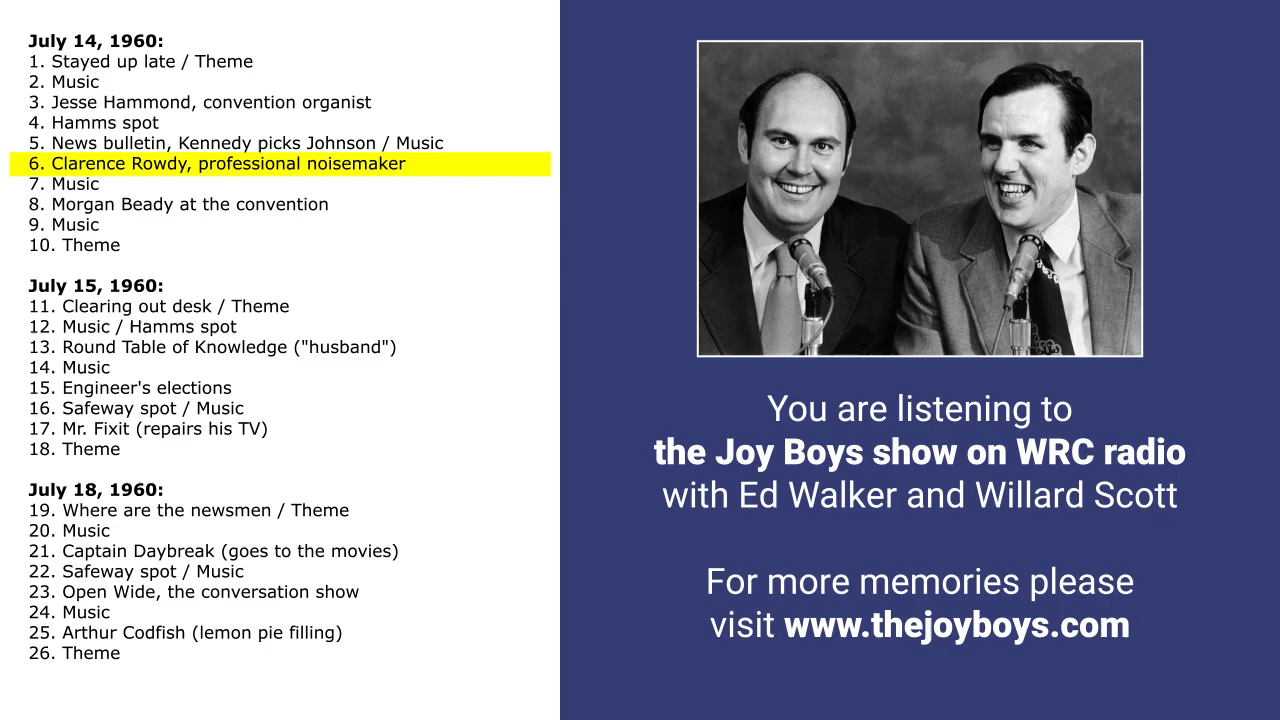 July 14, 1960:
1. Stayed up late / Theme
2. Music
3. Jesse Hammond, convention organist
4. Hamms spot
5. News bulletin, Kennedy picks Johnson / Music
6. Clarence Rowdy, professional noisemaker
7. Music
8. Morgan Beady at the convention
9. Music
10. Theme
July 15, 1960:
11. Clearing out desk / Theme
12. Music / Hamms spot
13. Round Table of Knowledge ("husband")
14. Music
15. Engineer's elections
16. Safeway spot / Music
17. Mr. Fixit (repairs his TV)
18. Theme
July 18, 1960:
19. Where are the newsmen / Theme
20. Music
21. Captain Daybreak (goes to the movies)
22. Safeway spot / Music
23. Open Wide, the conversation show
24. Music
25. Arthur Codfish (lemon pie filling)
26. Theme
You are listening to
the Joy Boys show on WRC radio
with Ed Walker and Willard Scott
For more memories please
visit www.thejoyboys.com